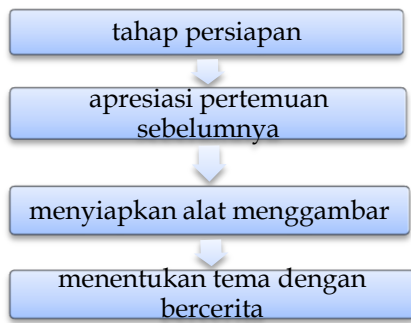 tahap persiapan
apresiasi pertemuan
sebelumnya
menyiapkan alat menggambar
menentukan tema dengan
bercerita